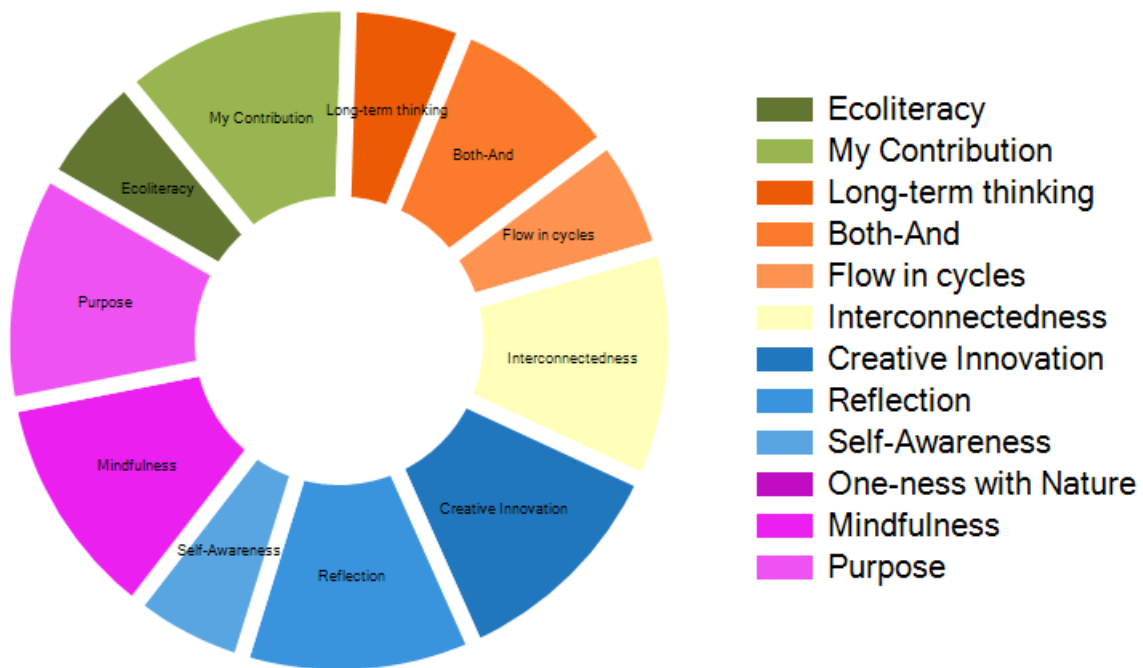 My Contribution
Long-term thinking
Both-And
Ecoliteracy
Flow in cycles
Purpose
Interconnectedness
Mindfulness
Creative Innovation
Self-Awareness
Reflection
Ecoliteracy
My Contribution
Long-term thinking
Both-And
Flow in cycles
Interconnectedness
Creative Innovation
Reflection
Self-Awareness
One-ness with Nature
Mindfulness
Purpose